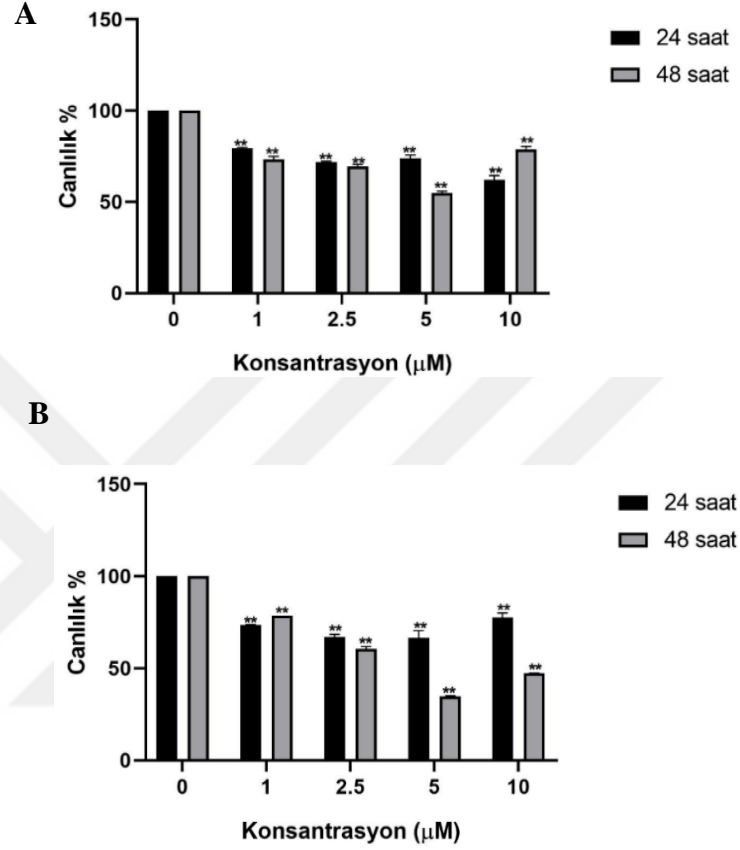 A
150
100
50
0
Canlılık %
** ** ** ** ** ** ** **
0 1 2.5 5 10
Konsantrasyon (μM)
24 saat
48 saat
B
150
100
50
0
Canlılık %
** ** ** ** ** ** ** **
0 1 2.5 5 10
Konsantrasyon (μM)
24 saat
48 saat